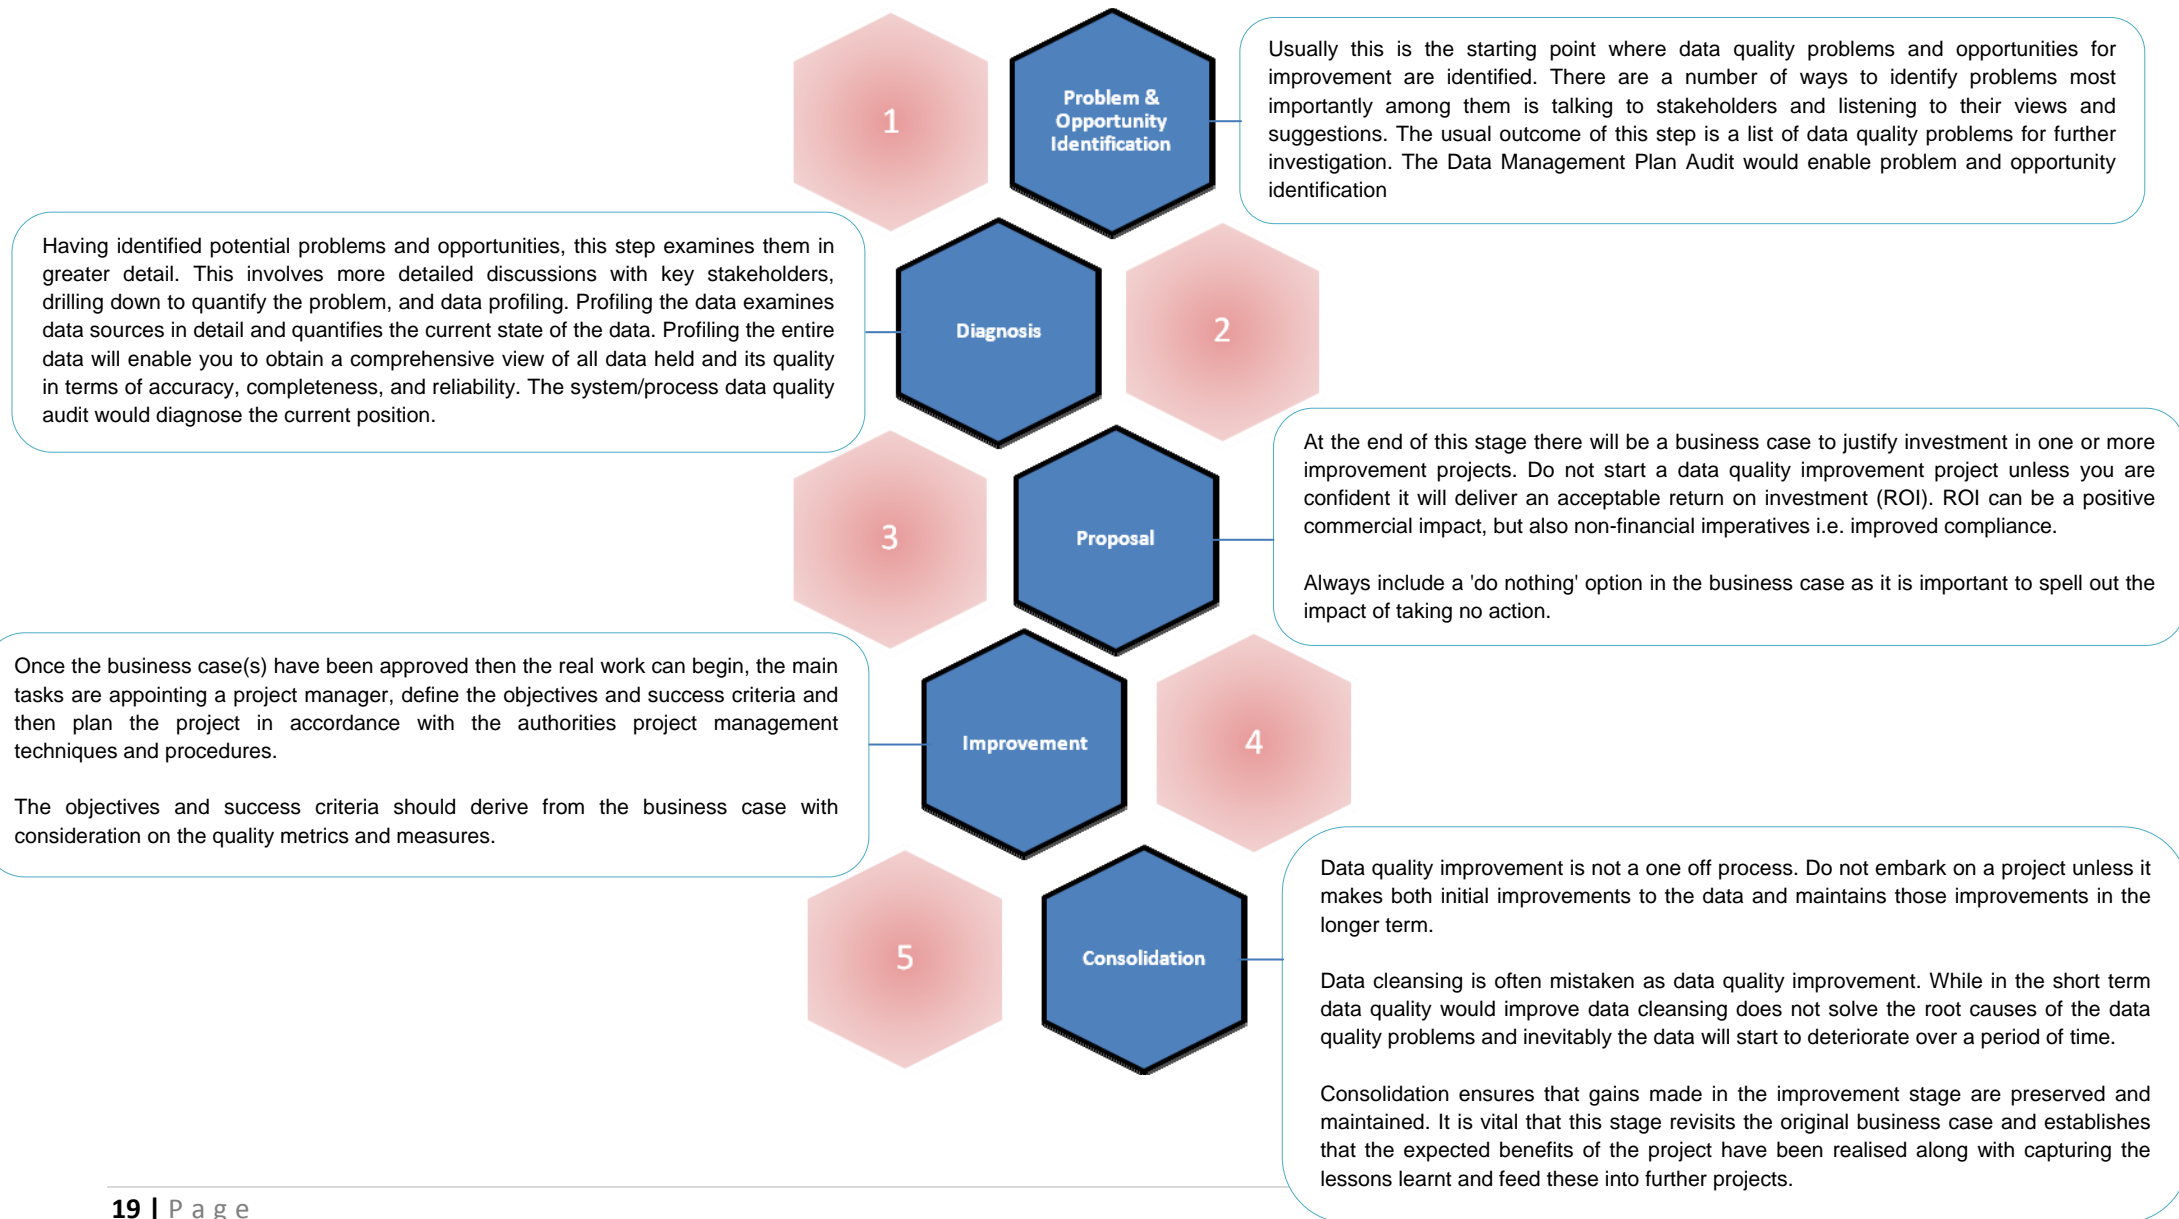 1
Problem &
Opportunity
Identification
Usually this is the starting point where data quality problems and opportunities for
improvement are identified. There are a number of ways to identify problems most
importantly among them is talking to stakeholders and listening to their views and
suggestions. The usual outcome of this step is a list of data quality problems for further
investigation. The Data Management Plan Audit would enable problem and opportunity
identification
Having identified potential problems and opportunities, this step examines them in
greater detail. This involves more detailed discussions with key stakeholders,
drilling down to quantify the problem, and data profiling. Profiling the data examines
data sources in detail and quantifies the current state of the data. Profiling the entire
data will enable you to obtain a comprehensive view of all data held and its quality
in terms of accuracy, completeness, and reliability. The system/process data quality
audit would diagnose the current position.
Diagnosis
2
3
Proposal
At the end of this stage there will be a business case to justify investment in one or more
improvement projects. Do not start a data quality improvement project unless you are
confident it will deliver an acceptable return on investment (ROI). ROI can be a positive
commercial impact, but also non-financial imperatives i.e. improved compliance.
Always include a 'do nothing' option in the business case as it is important to spell out the
impact of taking no action.
Once the business case(s) have been approved then the real work can begin, the main
tasks are appointing a project manager, define the objectives and success criteria and
then plan the project in accordance with the authorities project management
techniques and procedures.
The objectives and success criteria should derive from the business case with
consideration on the quality metrics and measures.
Improvement
4
5
Consolidation
Data quality improvement is not a one off process. Do not embark on a project unless it
makes both initial improvements to the data and maintains those improvements in the
longer term.
Data cleansing is often mistaken as data quality improvement. While in the short term
data quality would improve data cleansing does not solve the root causes of the data
quality problems and inevitably the data will start to deteriorate over a period of time.
Consolidation ensures that gains made in the improvement stage are preserved and
maintained. It is vital that this stage revisits the original business case and establishes
that the expected benefits of the project have been realised along with capturing the
lessons learnt and feed these into further projects.
19 | Page